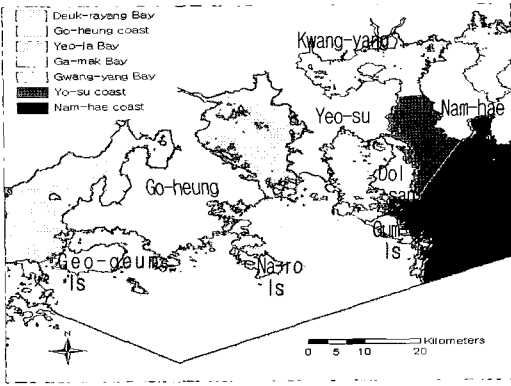 Deuk-rayang Bay
Go-heung coast
Yeo-ja Bay
Ga-mak Bay
Gwang-yang Bay
Yo-su coast
Nam-hae coast
Kwang-yang
Nam-hae
Yeo-su
Dol
san
Go-heung
Gum
Is
Geo-geum
Is
Na-ro
Is
N
Kilometers
0 5 10 20